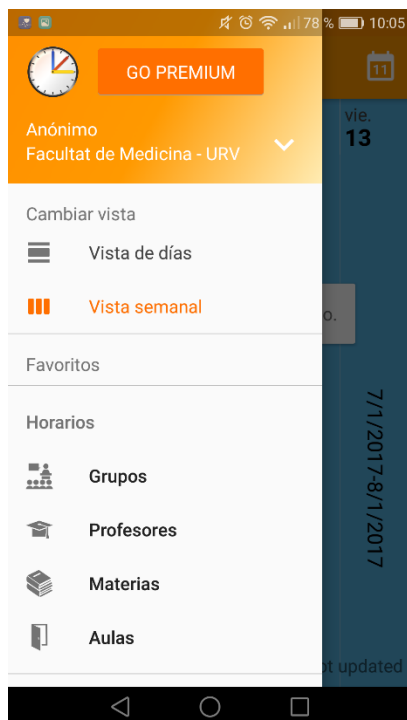 78 % 10:05
GO PREMIUM
11
Anónimo
Facultat de Medicina - URV
vie.
13
Cambiar vista
Vista de días
Vista semanal
o.
Favoritos
Horarios
Grupos
Profesores
Materias
Aulas
7/1/2017-8/1/2017
ot updated